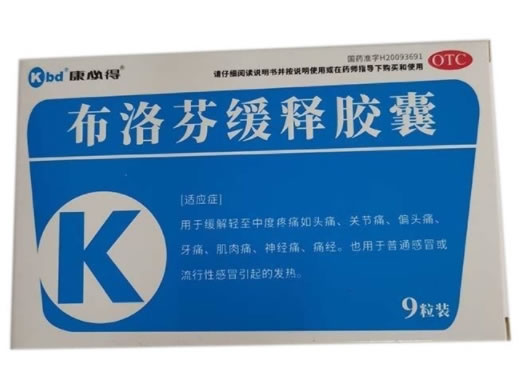 Kbd® 康必得®
国药准字H20093691
请仔细阅读说明书并按说明使用或在药师指导下购买和使用
OTC
布洛芬缓释胶囊
K
[适应症]
用于缓解轻至中度疼痛如头痛、关节痛、偏头痛、
牙痛、肌肉痛、神经痛、痛经。也用于普通感冒或
流行性感冒引起的发热。
9粒装